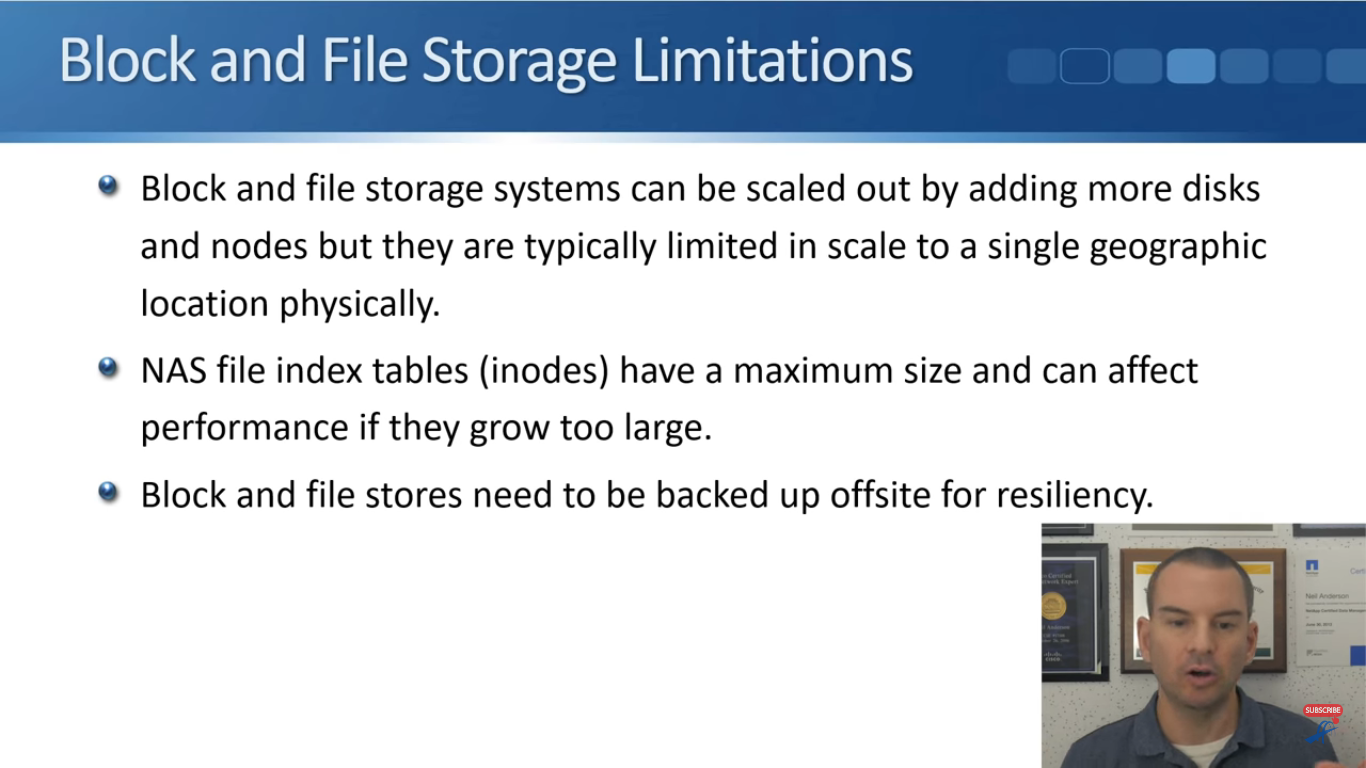 Block and File Storage Limitations
Block and file storage systems can be scaled out by adding more disks
and nodes but they are typically limited in scale to a single geographic
location physically.
NAS file index tables (inodes) have a maximum size and can affect
performance if they grow too large.
Block and file stores need to be backed up offsite for resiliency.
Neil Anderson
SUBSCRIBE